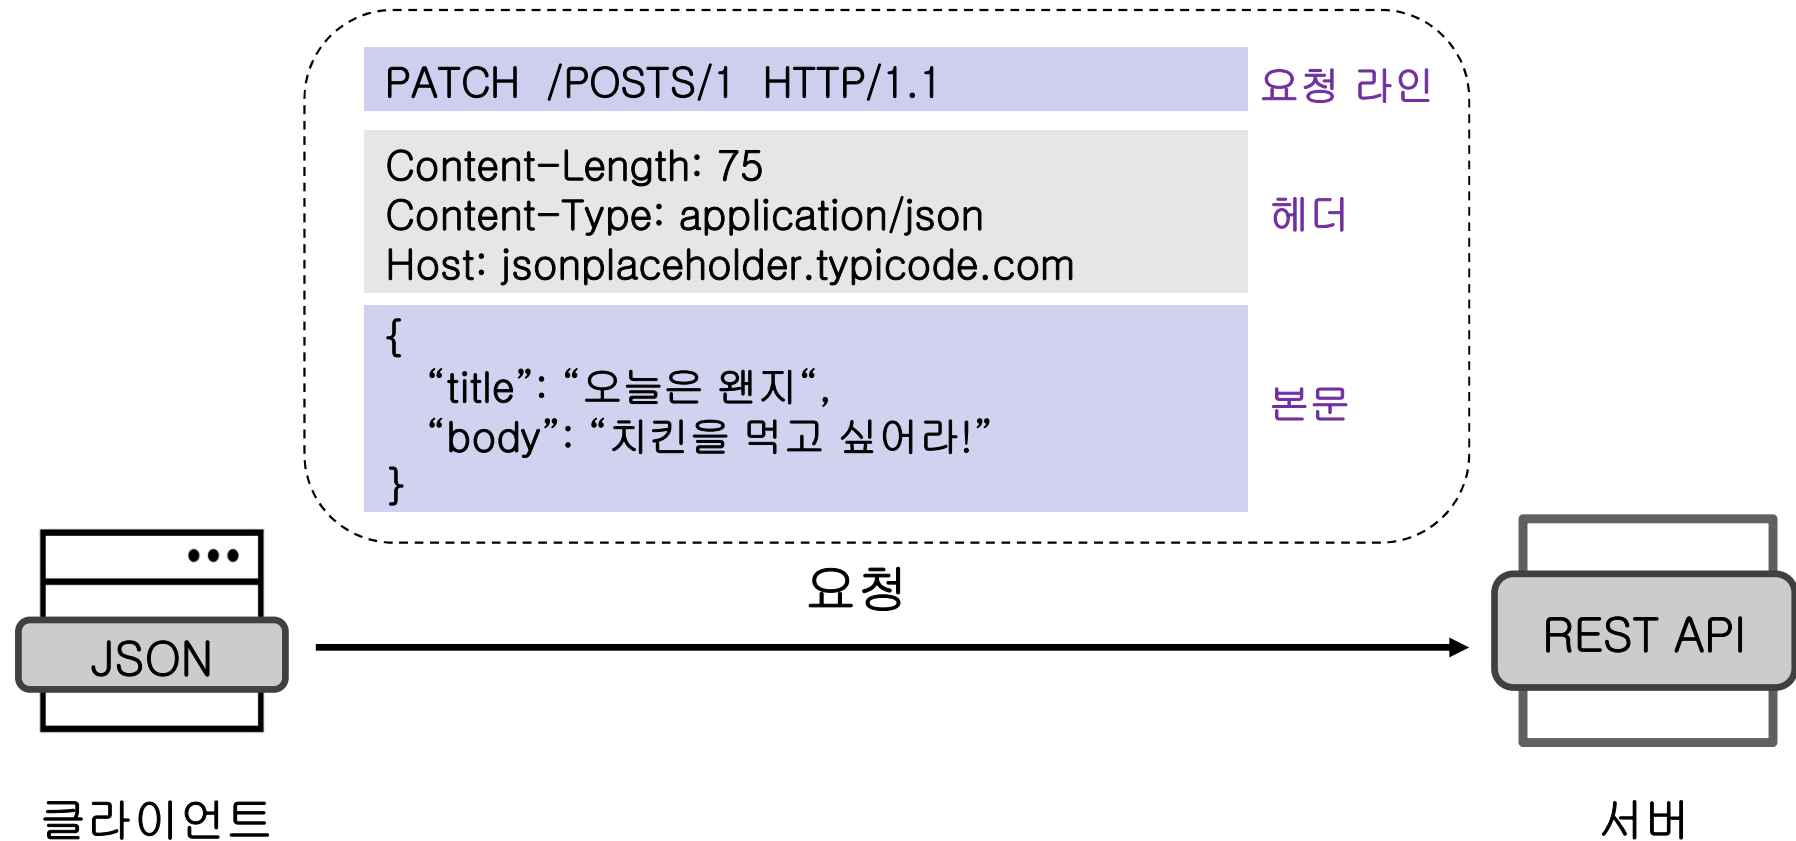 PATCH /POSTS/1 HTTP/1.1
요청 라인
Content-Length: 75
Content-Type: application/json
Host: jsonplaceholder.typicode.com
헤더
{
“title”: “오늘은 왠지“,
“body”: “치킨을 먹고 싶어라!”
}
본문
요청
JSON
REST API
클라이언트
서버